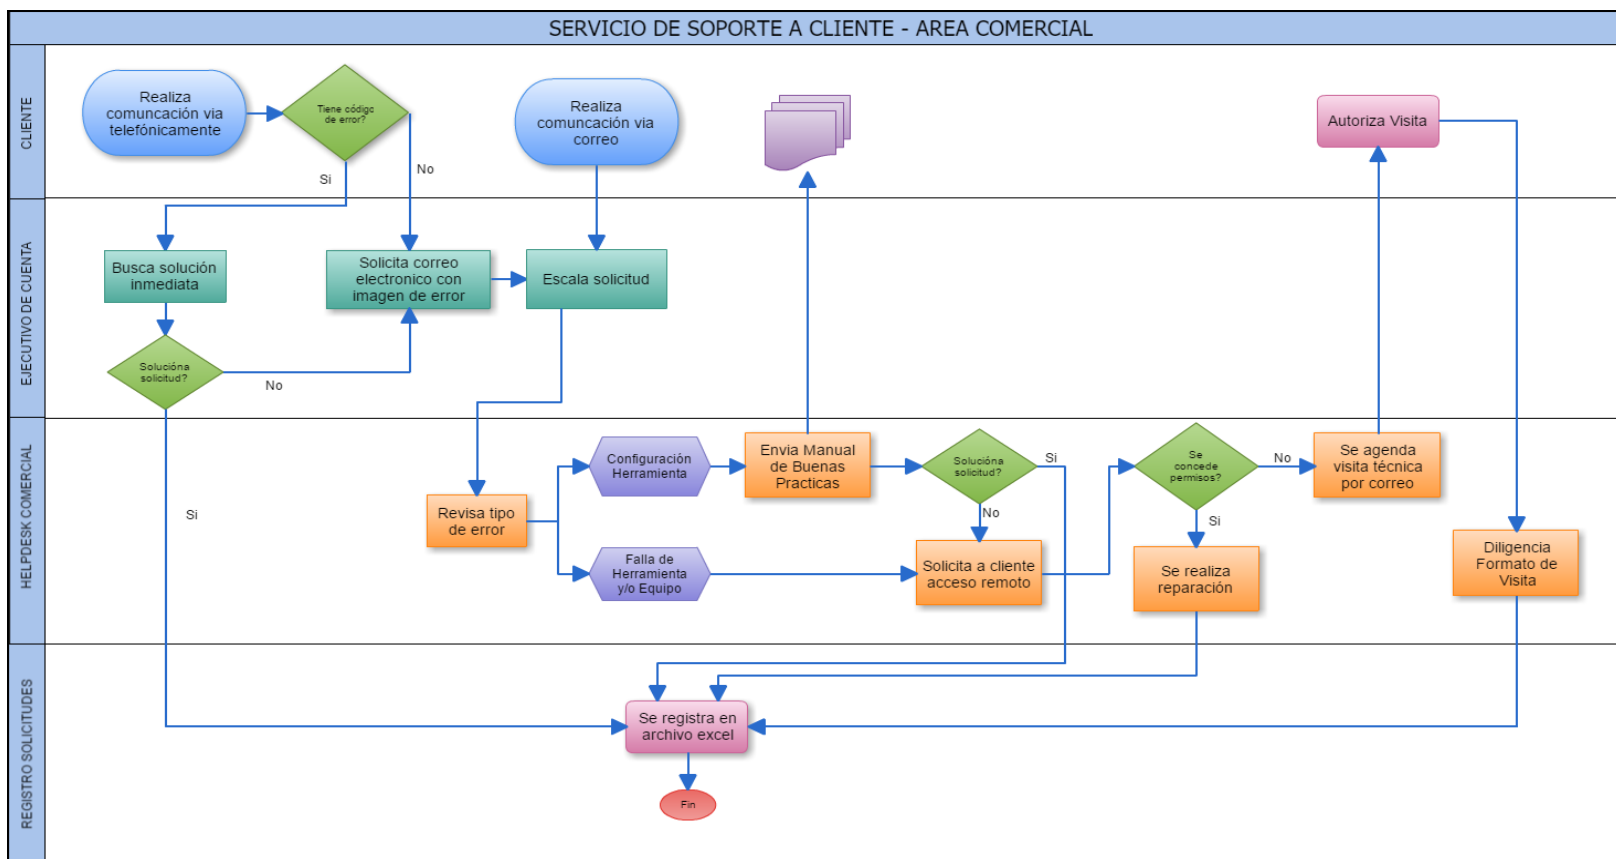 SERVICIO DE SOPORTE A CLIENTE - AREA COMERCIAL
CLIENTE
Realiza
comuncación via
telefónicamente
Tiene códigc
de error?
Si
No
Realiza
comuncación via
correo
Autoriza Visita
EJECUTIVO DE CUENTA
Busca solución
inmediata
Solicita correo
electronico con
imagen de error
Escala solicitud
Solucióna
solicitud?
No
Si
HELPDESK COMERCIAL
Revisa tipo
de error
Configuración
Herramienta
Falla de
Herramienta
y/o Equipo
Envia Manual
de Buenas
Practicas
Solucióna
solicitud?
Si
No
Solicita a cliente
acceso remoto
Se
concede
permisos?
No
Si
Se realiza
reparación
Se agenda
visita técnica
por correo
Diligencia
Formato de
Visita
REGISTRO SOLICITUDES
Se registra en
archivo excel
Fin